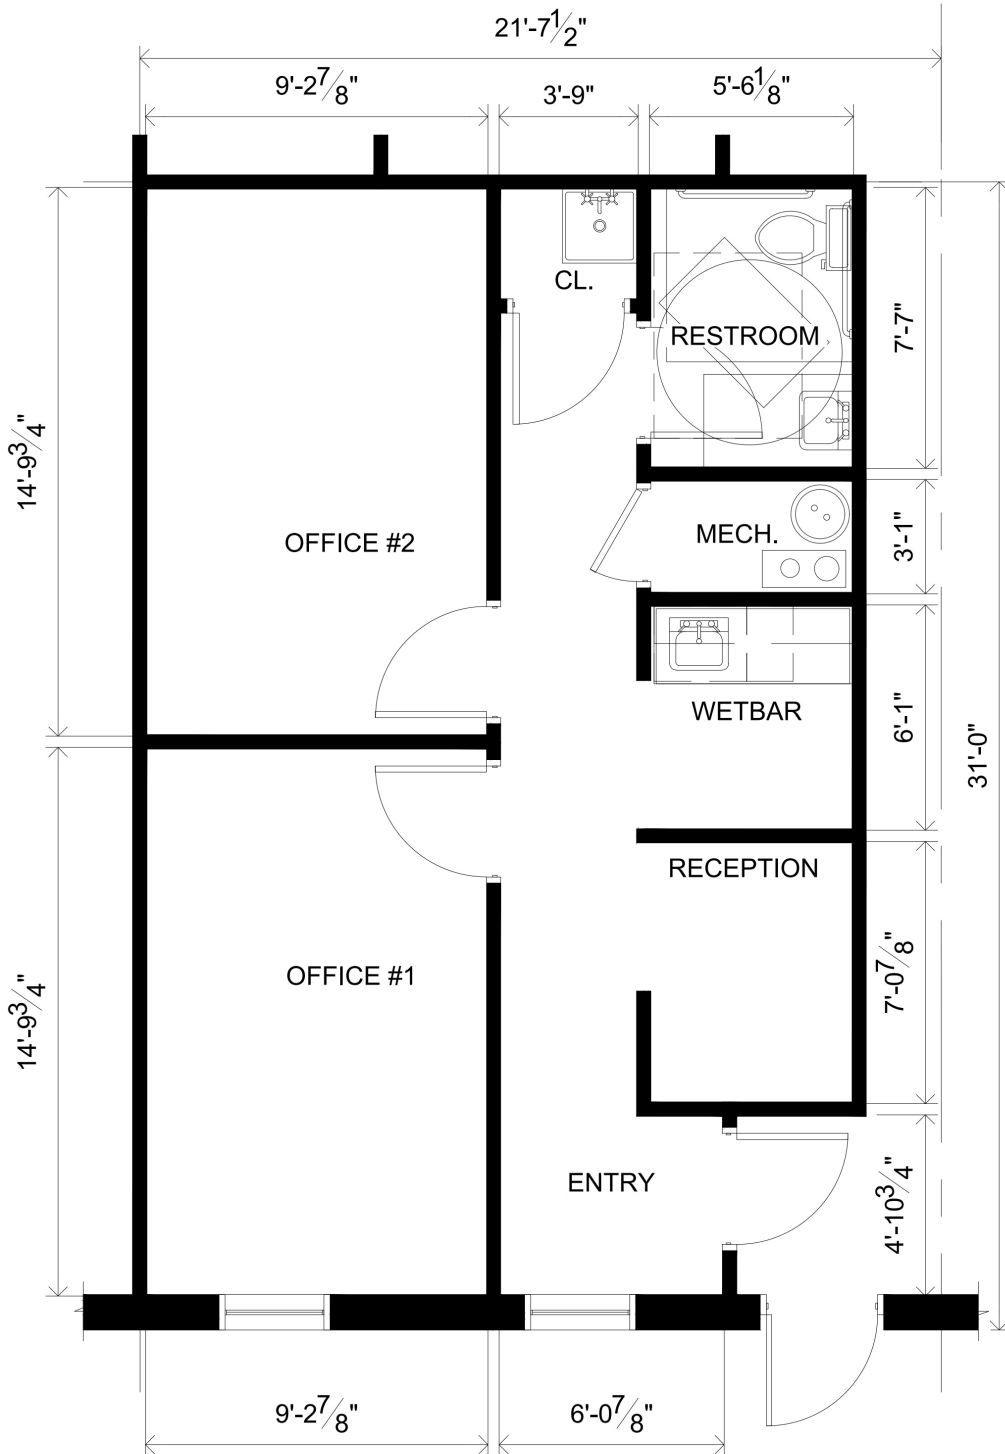 21'-7 1/2"
9'-2 7/8"
3'-9"
5'-6 1/8"
CL.
RESTROOM
7'-7"
14'-9 3/4"
OFFICE #2
MECH.
3'-1"
WETBAR
6'-1"
31'-0"
RECEPTION
OFFICE #1
7'-0 7/8"
14'-9 3/4"
ENTRY
4'-10 3/4"
9'-2 7/8"
6'-0 7/8"